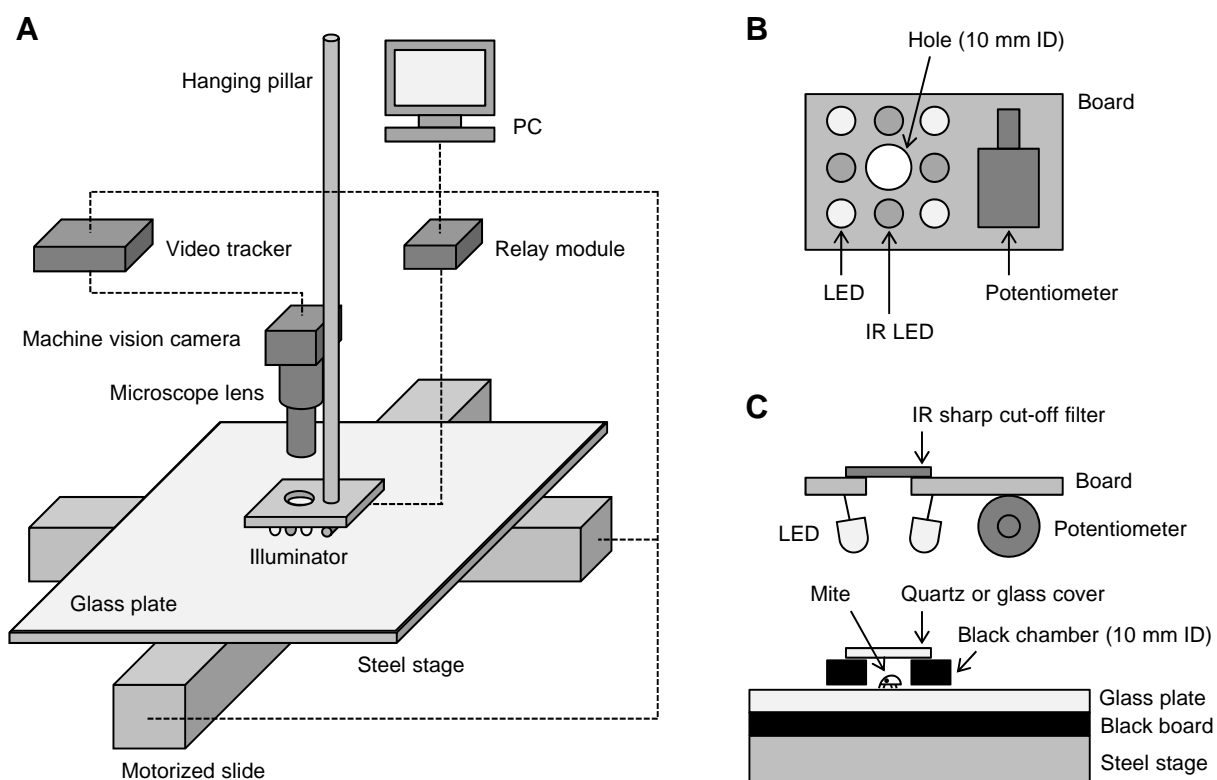 A
Hanging pillar
PC
Video tracker
Relay module
Machine vision camera
Microscope lens
Illuminator
Glass plate
Steel stage
Motorized slide
B
Hole (10 mm ID)
Board
LED
Potentiometer
IR LED
C
IR sharp cut-off filter
Board
LED
Potentiometer
Mite
Quartz or glass cover
Black chamber (10 mm ID)
Glass plate
Black board
Steel stage